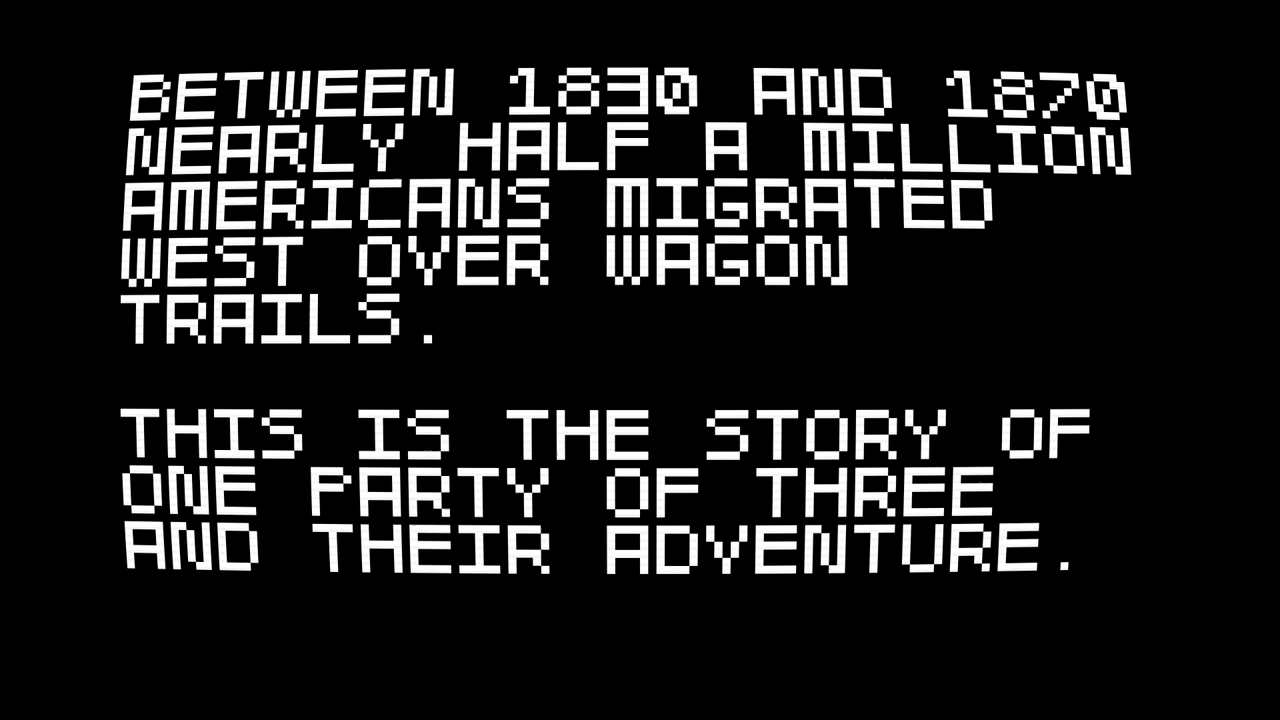 BETWEEN 1830 AND 1870
NEARLY HALF A MILLION
AMERICANS MIGRATED
WEST OVER WAGON
TRAILS.
THIS IS THE STORY OF
ONE PARTY OF THREE
AND THEIR ADVENTURE.